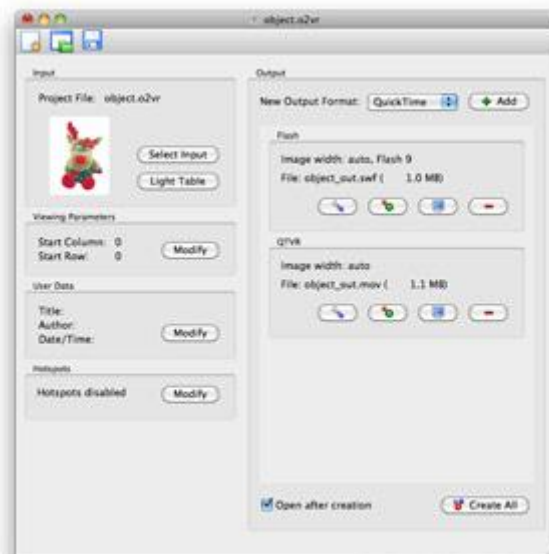 object.o2vr
Input
Project File: object.o2vr
Select Input
Light Table
Viewing Parameters
Start Column: 0
Start Row: 0
Modify
User Data
Title:
Author:
Date/Time:
Modify
Hotspots
Hotspots disabled
Modify
Output
New Output Format: QuickTime
Add
Flash
Image width: auto, Flash 9
File: object_out.swf ( 1.0 MB)
QTVR
Image width: auto
File: object_out.mov ( 1.1 MB)
Open after creation
Create All